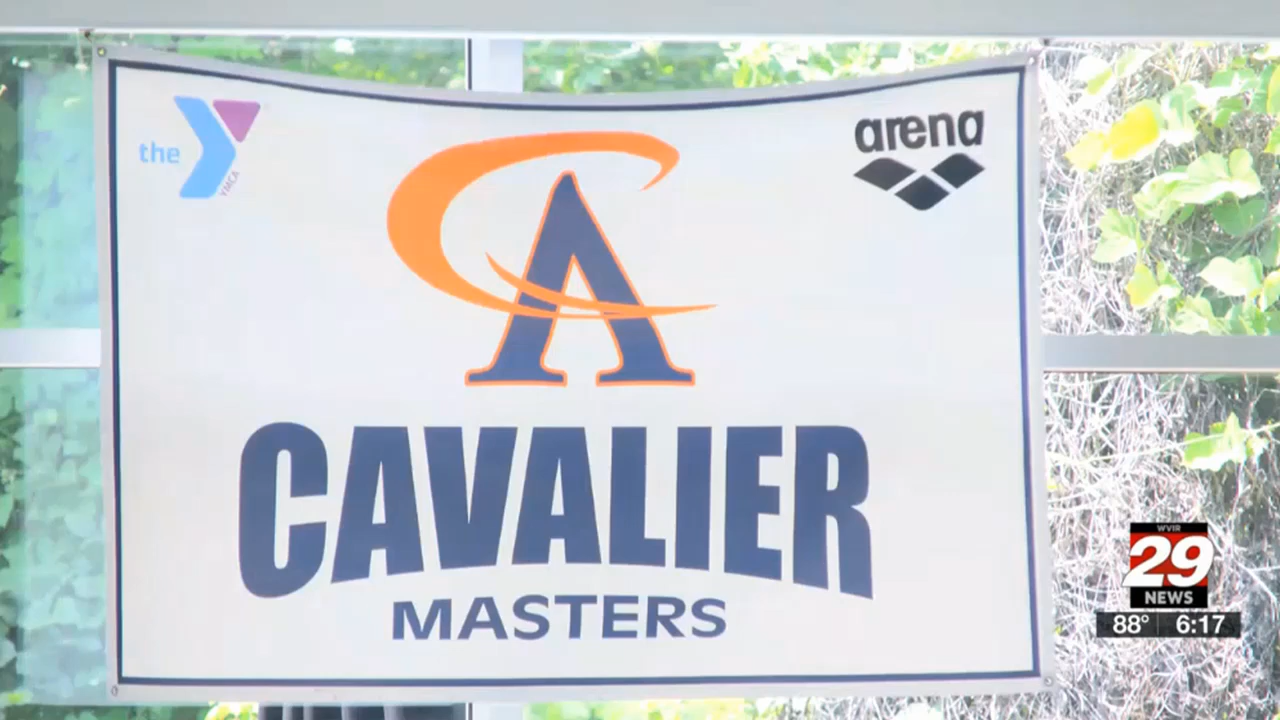 the
YMCA
arena
CA
CAVALIER
MASTERS
WVIR
29
NEWS
88° 6:17